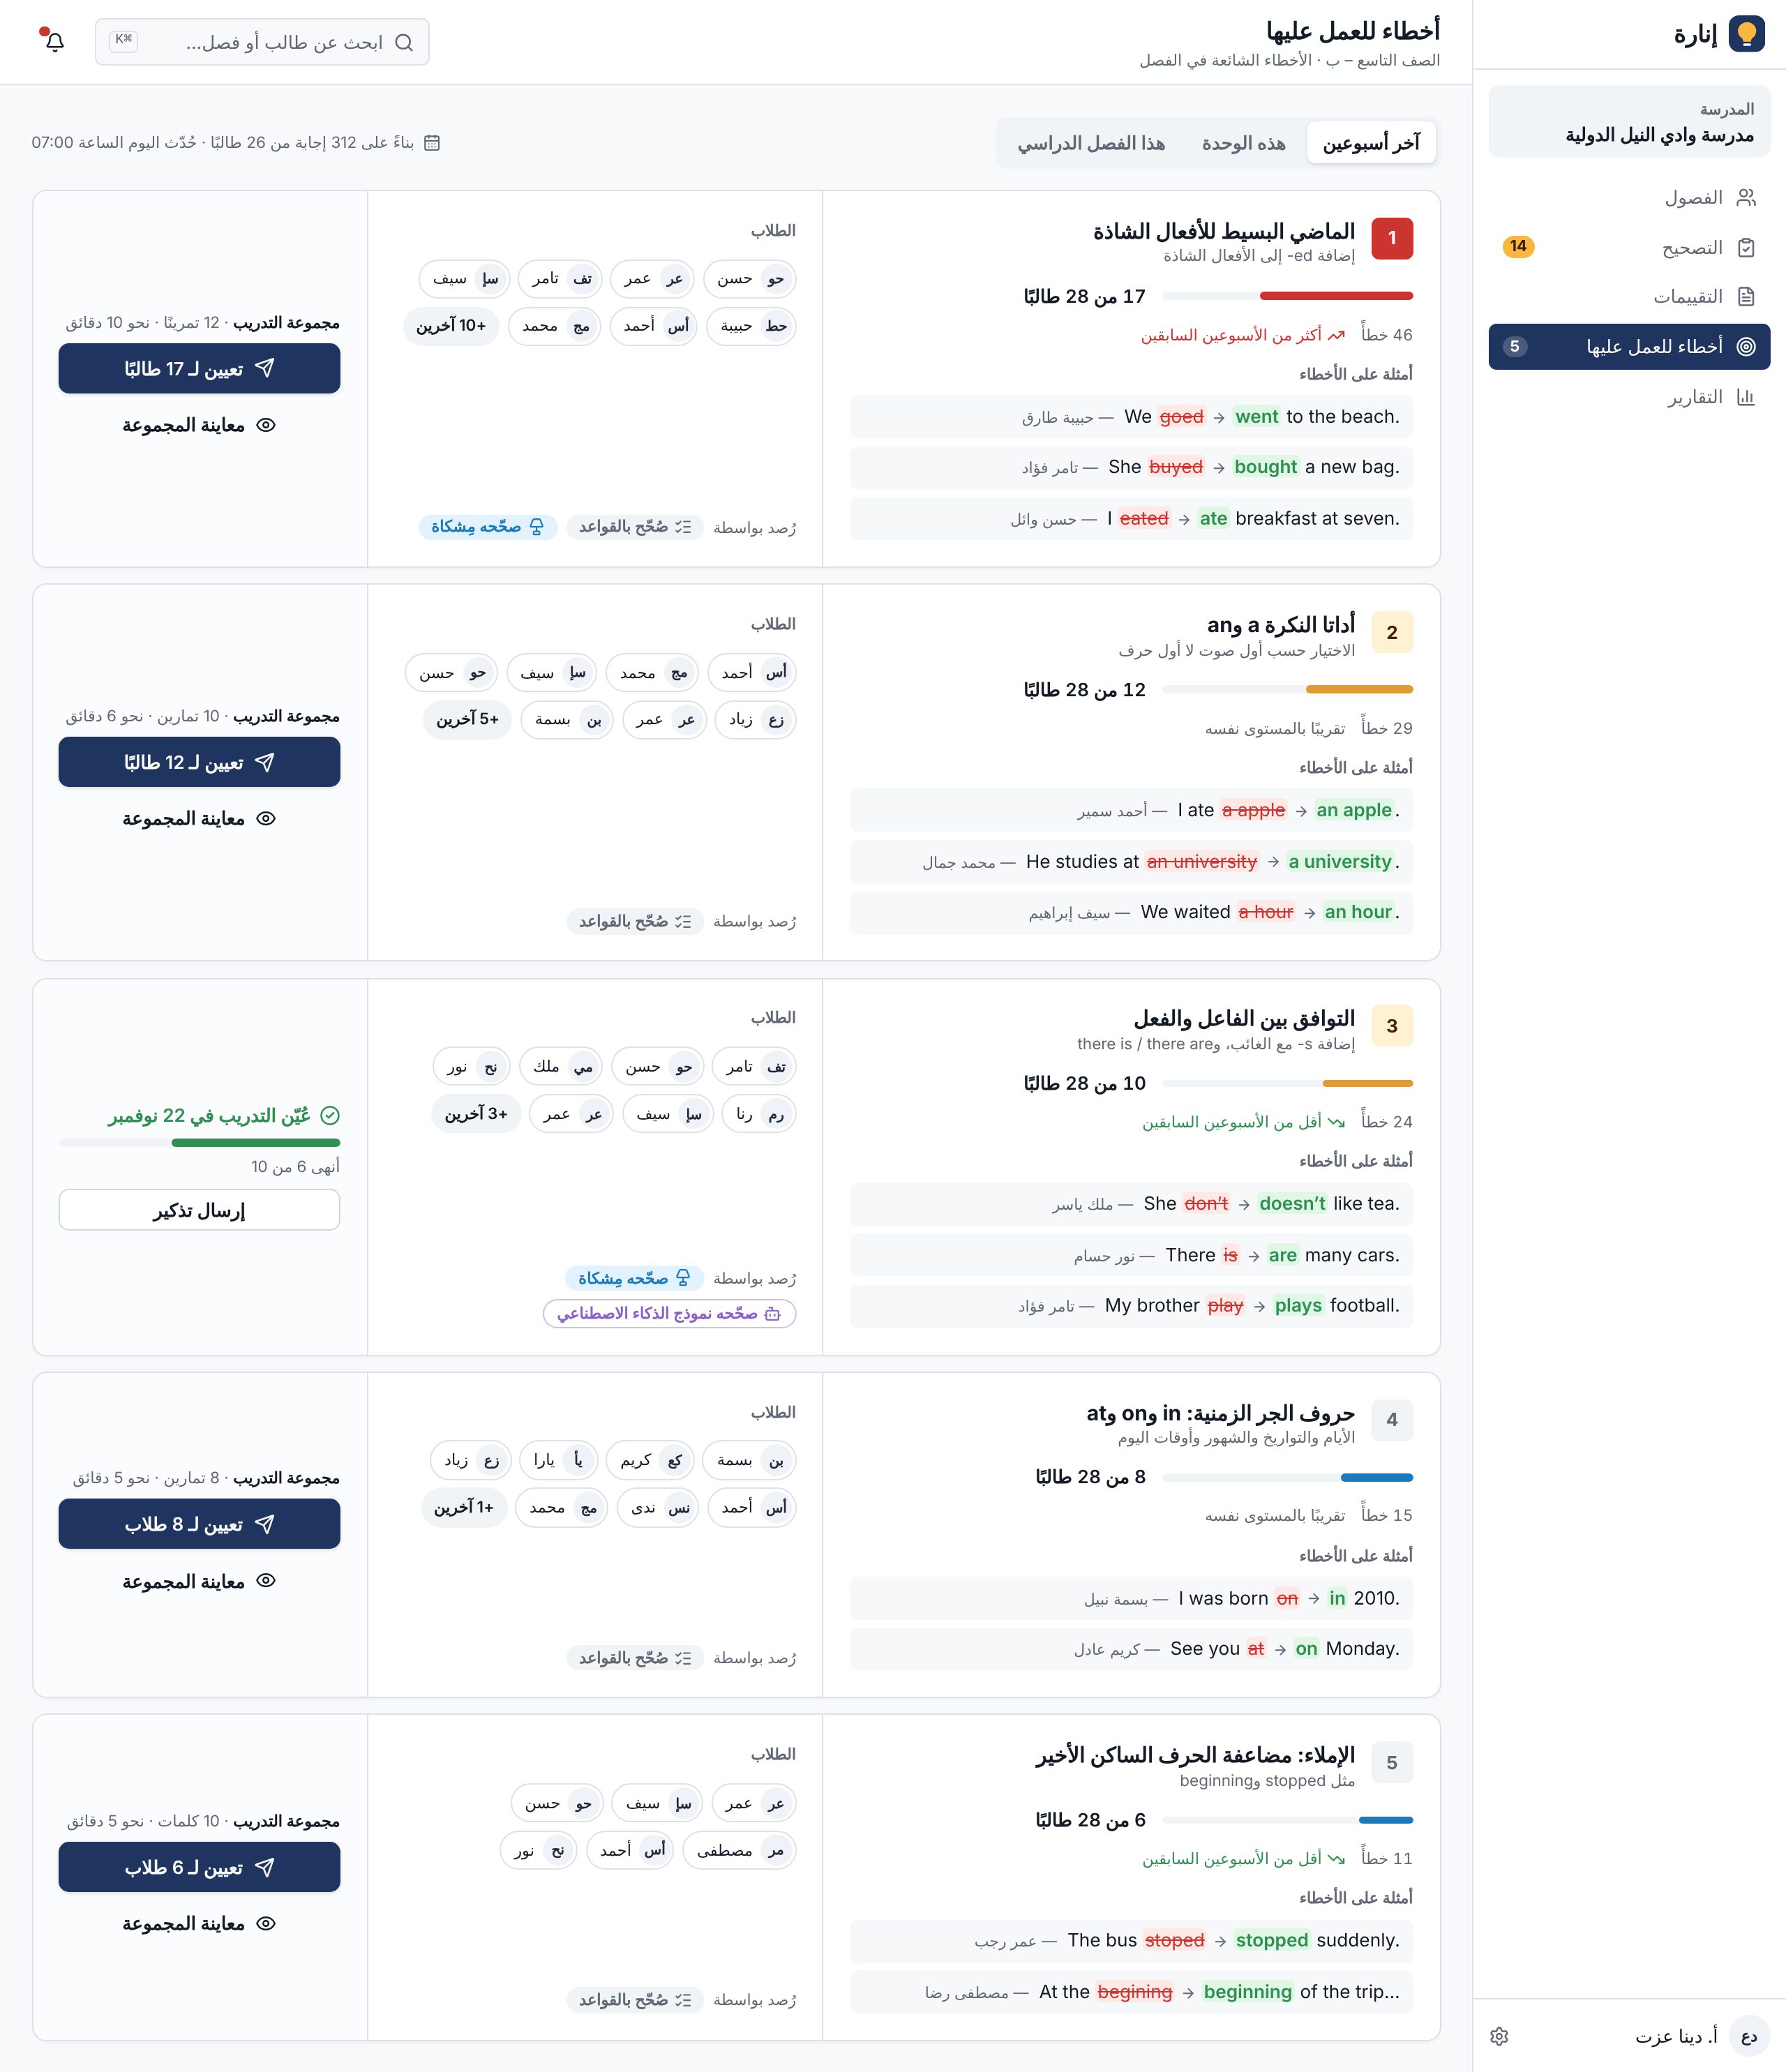 إنارة
المدرسة
مدرسة وادي النيل الدولية
الفصول
التصحيح 14
التقييمات
أخطاء للعمل عليها 5
التقارير
أ. دينا عزت دع
أخطاء للعمل عليها
الصف التاسع – ب · الأخطاء الشائعة في الفصل
ابحث عن طالب أو فصل... ⌘K
آخر أسبوعين هذه الوحدة هذا الفصل الدراسي
بناءً على 312 إجابة من 26 طالبًا · حُدّث اليوم الساعة 07:00
1 الماضي البسيط للأفعال الشاذة
إضافة ed- إلى الأفعال الشاذة
17 من 28 طالبًا
46 خطأً أكثر من الأسبوعين السابقين
أمثلة على الأخطاء
We goed → went to the beach. — حبيبة طارق
She buyed → bought a new bag. — تامر فؤاد
I eated → ate breakfast at seven. — حسن وائل
الطلاب
حو حسن عر عمر تف تامر سإ سيف
حط حبيبة أس أحمد مج محمد +10 آخرين
رُصد بواسطة صُحّح بالقواعد صحّحه مِشكاة
مجموعة التدريب · 12 تمرينًا · نحو 10 دقائق
تعيين لـ 17 طالبًا
معاينة المجموعة
2 أداتا النكرة a وan
الاختيار حسب أول صوت لا أول حرف
12 من 28 طالبًا
29 خطأً تقريبًا بالمستوى نفسه
أمثلة على الأخطاء
I ate a apple → an apple. — أحمد سمير
He studies at an university → a university. — محمد جمال
We waited a hour → an hour. — سيف إبراهيم
الطلاب
أس أحمد مج محمد سإ سيف حو حسن
زع زياد عر عمر بن بسمة +5 آخرين
رُصد بواسطة صُحّح بالقواعد
مجموعة التدريب · 10 تمارين · نحو 6 دقائق
تعيين لـ 12 طالبًا
معاينة المجموعة
3 التوافق بين الفاعل والفعل
إضافة s- مع الغائب، وthere is / there are
10 من 28 طالبًا
24 خطأً أقل من الأسبوعين السابقين
أمثلة على الأخطاء
She don’t → doesn’t like tea. — ملك ياسر
There is → are many cars. — نور حسام
My brother play → plays football. — تامر فؤاد
الطلاب
تف تامر حو حسن مي ملك نح نور
رم رنا سإ سيف عر عمر +3 آخرين
رُصد بواسطة صحّحه مِشكاة
صحّحه نموذج الذكاء الاصطناعي
عُيّن التدريب في 22 نوفمبر
أنهى 6 من 10
إرسال تذكير
4 حروف الجر الزمنية: in وon وat
الأيام والتواريخ والشهور وأوقات اليوم
8 من 28 طالبًا
15 خطأً تقريبًا بالمستوى نفسه
أمثلة على الأخطاء
I was born on → in 2010. — بسمة نبيل
See you at → on Monday. — كريم عادل
الطلاب
بن بسمة كع كريم يأ يارا زع زياد
أس أحمد نس ندى مج محمد +1 آخرين
رُصد بواسطة صُحّح بالقواعد
مجموعة التدريب · 8 تمارين · نحو 5 دقائق
تعيين لـ 8 طلاب
معاينة المجموعة
5 الإملاء: مضاعفة الحرف الساكن الأخير
مثل stopped وbeginning
6 من 28 طالبًا
11 خطأً أقل من الأسبوعين السابقين
أمثلة على الأخطاء
The bus stoped → stopped suddenly. — عمر رجب
At the begining → beginning of the trip... — مصطفى رضا
الطلاب
عر عمر سإ سيف حو حسن
مر مصطفى أس أحمد نح نور
رُصد بواسطة صُحّح بالقواعد
مجموعة التدريب · 10 كلمات · نحو 5 دقائق
تعيين لـ 6 طلاب
معاينة المجموعة